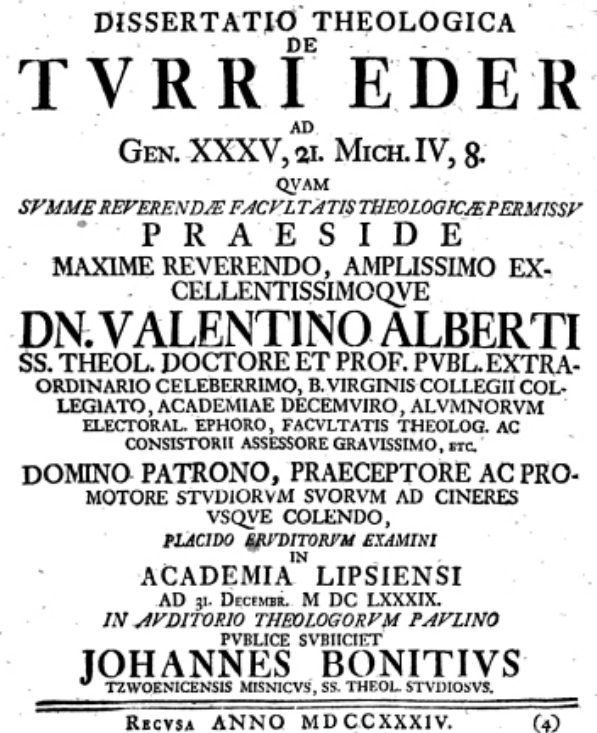 DISSERTATIO THEOLOGICA
DE
TVRRI EDER
AD
GEN. XXXV, 21. MICH. IV, 8.
QVAM
SVMME REVERENDÆ FACVLTATIS THEOLOGICÆ PERMISSV
PRAESIDE
MAXIME REVERENDO, AMPLISSIMO EX-
CELLENTISSIMOQVE
DN. VALENTINO ALBERTI
SS. THEOL. DOCTORE ET PROF. PVBL. EXTRA-
ORDINARIO CELEBERRIMO, B. VIRGINIS COLLEGII COL-
LEGIATO, ACADEMIAE DECEMVIRO, ALVMNORVM
ELECTORAL. EPHORO, FACVLTATIS THEOLOG. AC
CONSISTORII ASSESSORE GRAVISSIMO, ETC.
DOMINO PATRONO, PRAECEPTORE AC PRO-
MOTORE STVDIORVM SVORVM AD CINERES
VSQVE COLENDO,
PLACIDO ERVDITORVM EXAMINI
IN
ACADEMIA LIPSIENSI
AD 31. DECEMBR. M DC LXXXIX.
IN AVDITORIO THEOLOGORVM PAVLINO
PVBLICE SVBIICIET
JOHANNES BONITIVS
TZWOENICENSIS MISNICVS, SS. THEOL. STVDIOSVS.
RECVSA ANNO MDCCXXXIV. (4)